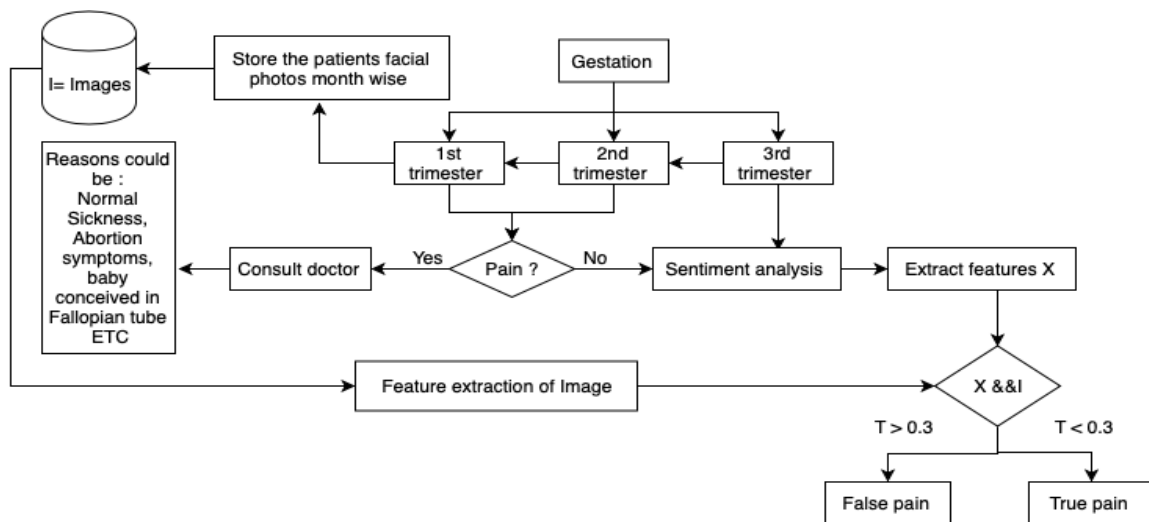 I= Images
Store the patients facial
photos month wise
Gestation
1st
trimester
2nd
trimester
3rd
trimester
Reasons could
be :
Normal
Sickness,
Abortion
symptoms,
baby
conceived in
Fallopian tube
ETC
Consult doctor
Yes
Pain ?
No
Sentiment analysis
Extract features X
Feature extraction of Image
X &&I
T > 0.3
T < 0.3
False pain
True pain